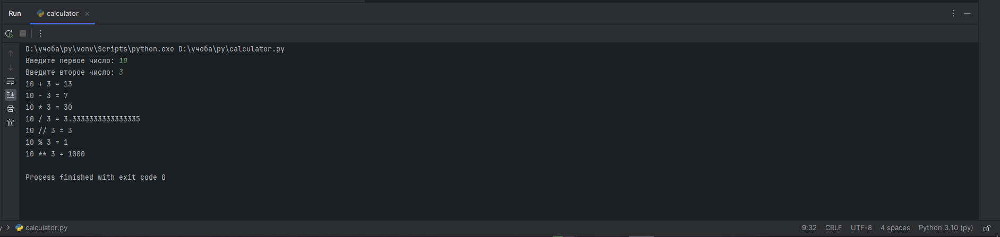 Run calculator
D:\учеба\py\venv\Scripts\python.exe D:\учеба\py\calculator.py
Введите первое число: 10
Введите второе число: 3
10 + 3 = 13
10 - 3 = 7
10 * 3 = 30
10 / 3 = 3.3333333333333335
10 // 3 = 3
10 % 3 = 1
10 ** 3 = 1000
Process finished with exit code 0
calculator.py 9:32 CRLF UTF-8 4 spaces Python 3.10 (py)